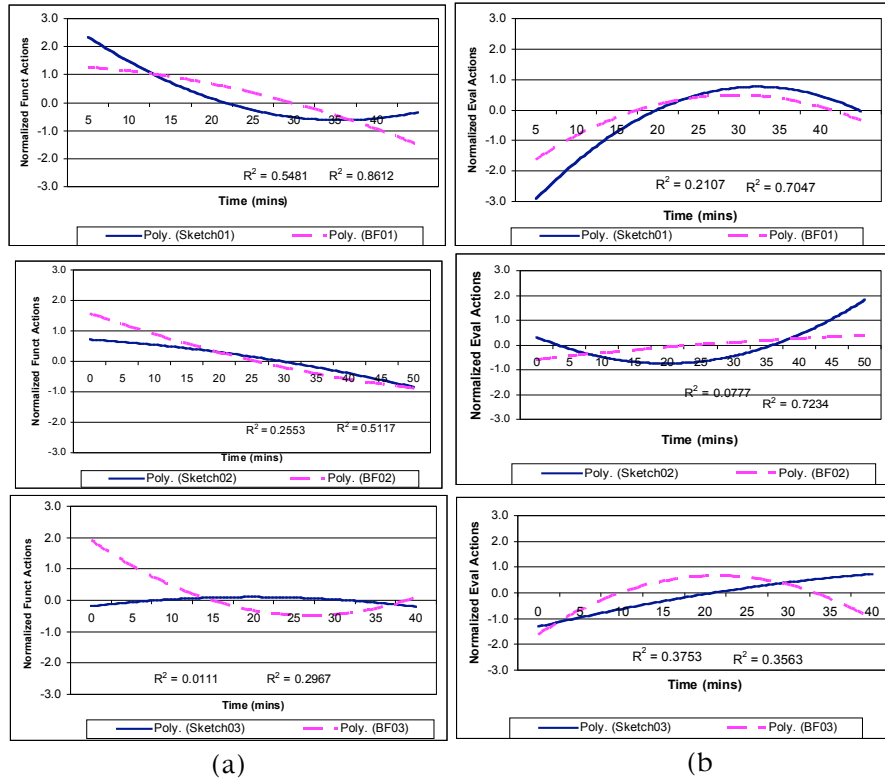 3.0
2.0
1.0
0.0
-1.0
-2.0
-3.0
Normalized Funct Actions
5 10 15 20 25 30 35 40
R² = 0.5481 R² = 0.8612
Time (mins)
Poly. (Sketch01) Poly. (BF01)
3.0
2.0
1.0
0.0
-1.0
-2.0
-3.0
Normalized Eval Actions
5 10 15 20 25 30 35 40
R² = 0.2107 R² = 0.7047
Time (mins)
Poly. (Sketch01) Poly. (BF01)
3.0
2.0
1.0
0.0
-1.0
-2.0
-3.0
Normalized Funct Actions
0 5 10 15 20 25 30 35 40 45 50
R² = 0.2553 R² = 0.5117
Time (mins)
Poly. (Sketch02) Poly. (BF02)
3.0
2.0
1.0
0.0
-1.0
-2.0
-3.0
Normalized Eval Actions
0 5 10 15 20 25 30 35 40 45 50
R² = 0.0777
R² = 0.7234
Time (mins)
Poly. (Sketch02) Poly. (BF02)
3.0
2.0
1.0
0.0
-1.0
-2.0
-3.0
Normalized Funct Actions
0 5 10 15 20 25 30 35 40
R² = 0.0111 R² = 0.2967
Time (mins)
Poly. (Sketch03) Poly. (BF03)
3.0
2.0
1.0
0.0
-1.0
-2.0
-3.0
Normalized Eval Actions
0 5 10 15 20 25 30 35 40
R² = 0.3753 R² = 0.3563
Time (mins)
Poly. (Sketch03) Poly. (BF03)
(a) (b